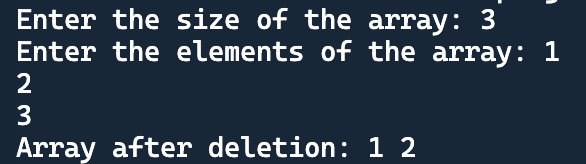 Enter the size of the array: 3
Enter the elements of the array: 1
2
3
Array after deletion: 1 2